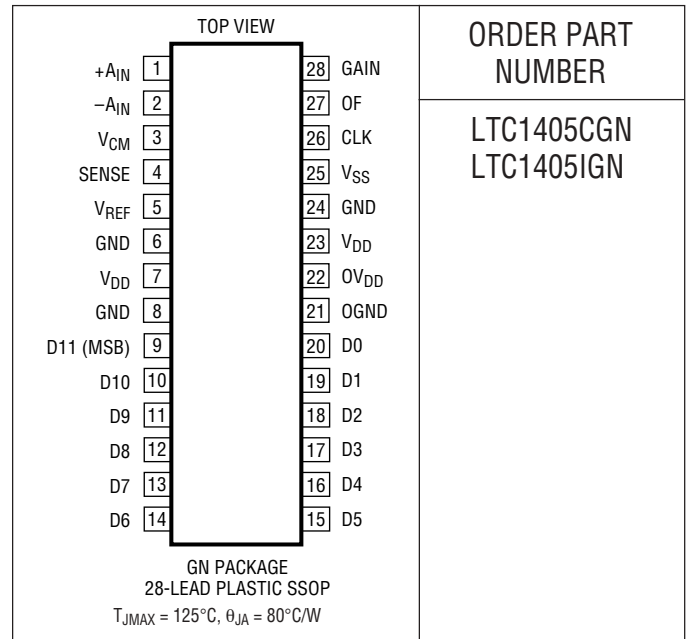 TOP VIEW
+AIN 1
–AIN 2
VCM 3
SENSE 4
VREF 5
GND 6
VDD 7
GND 8
D11 (MSB) 9
D10 10
D9 11
D8 12
D7 13
D6 14
28 GAIN
27 OF
26 CLK
25 VSS
24 GND
23 VDD
22 OVDD
21 OGND
20 D0
19 D1
18 D2
17 D3
16 D4
15 D5
GN PACKAGE
28-LEAD PLASTIC SSOP
TJMAX = 125°C, θJA = 80°C/W
ORDER PART
NUMBER
LTC1405CGN
LTC1405IGN